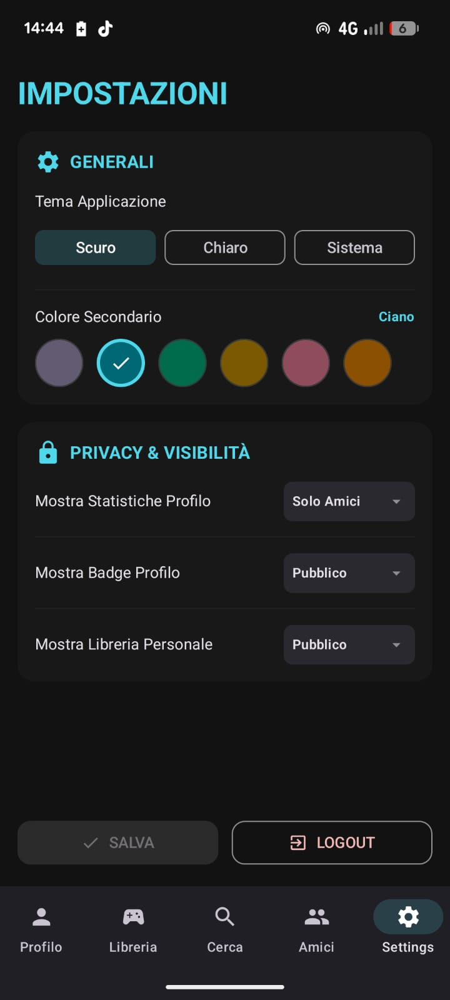 14:44 4G 6
IMPOSTAZIONI
GENERALI
Tema Applicazione
Scuro Chiaro Sistema
Colore Secondario Ciano
PRIVACY & VISIBILITÀ
Mostra Statistiche Profilo Solo Amici
Mostra Badge Profilo Pubblico
Mostra Libreria Personale Pubblico
SALVA LOGOUT
Profilo Libreria Cerca Amici Settings